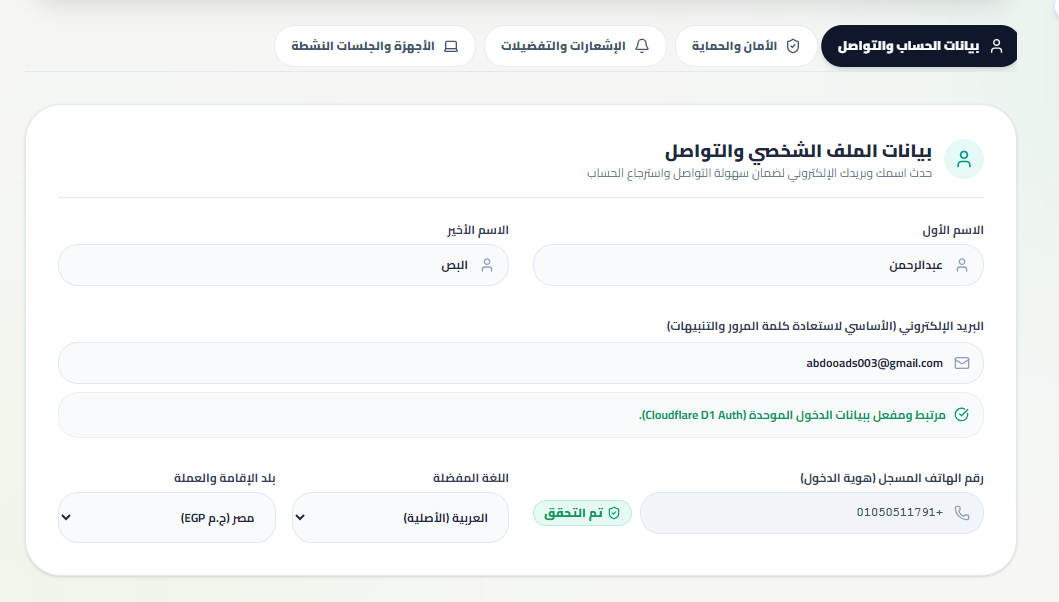 بيانات الحساب والتواصل
الأمان والحماية
الإشعارات والتفضيلات
الأجهزة والجلسات النشطة
بيانات الملف الشخصي والتواصل
حدث اسمك وبريدك الإلكتروني لضمان سهولة التواصل واسترجاع الحساب
الاسم الأول
عبدالرحمن
الاسم الأخير
البص
البريد الإلكتروني (الأساسي لاستعادة كلمة المرور والتنبيهات)
abdooads003@gmail.com
مرتبط ومفعل ببيانات الدخول الموحدة (Cloudflare D1 Auth).
رقم الهاتف المسجل (هوية الدخول)
01050511791+
تم التحقق
اللغة المفضلة
العربية (الأصلية)
بلد الإقامة والعملة
مصر (ج.م EGP)